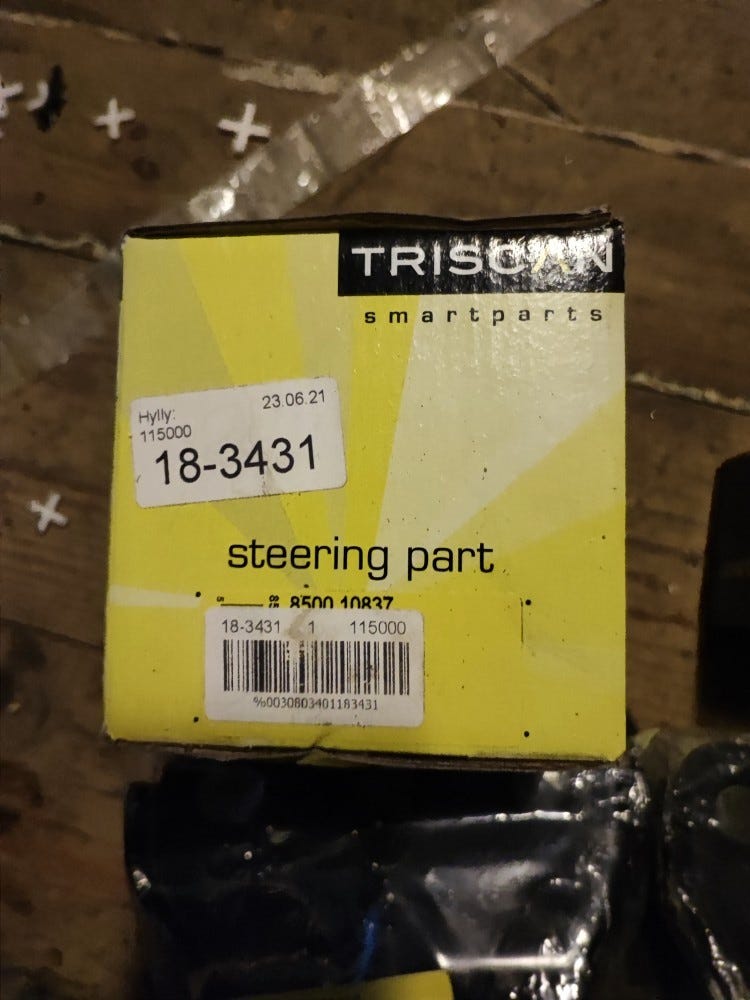 TRISCAN
smartparts
Hylly: 23.06.21
115000
18-3431
steering part
8500 10837
18-3431 1 115000
%0030803401183431